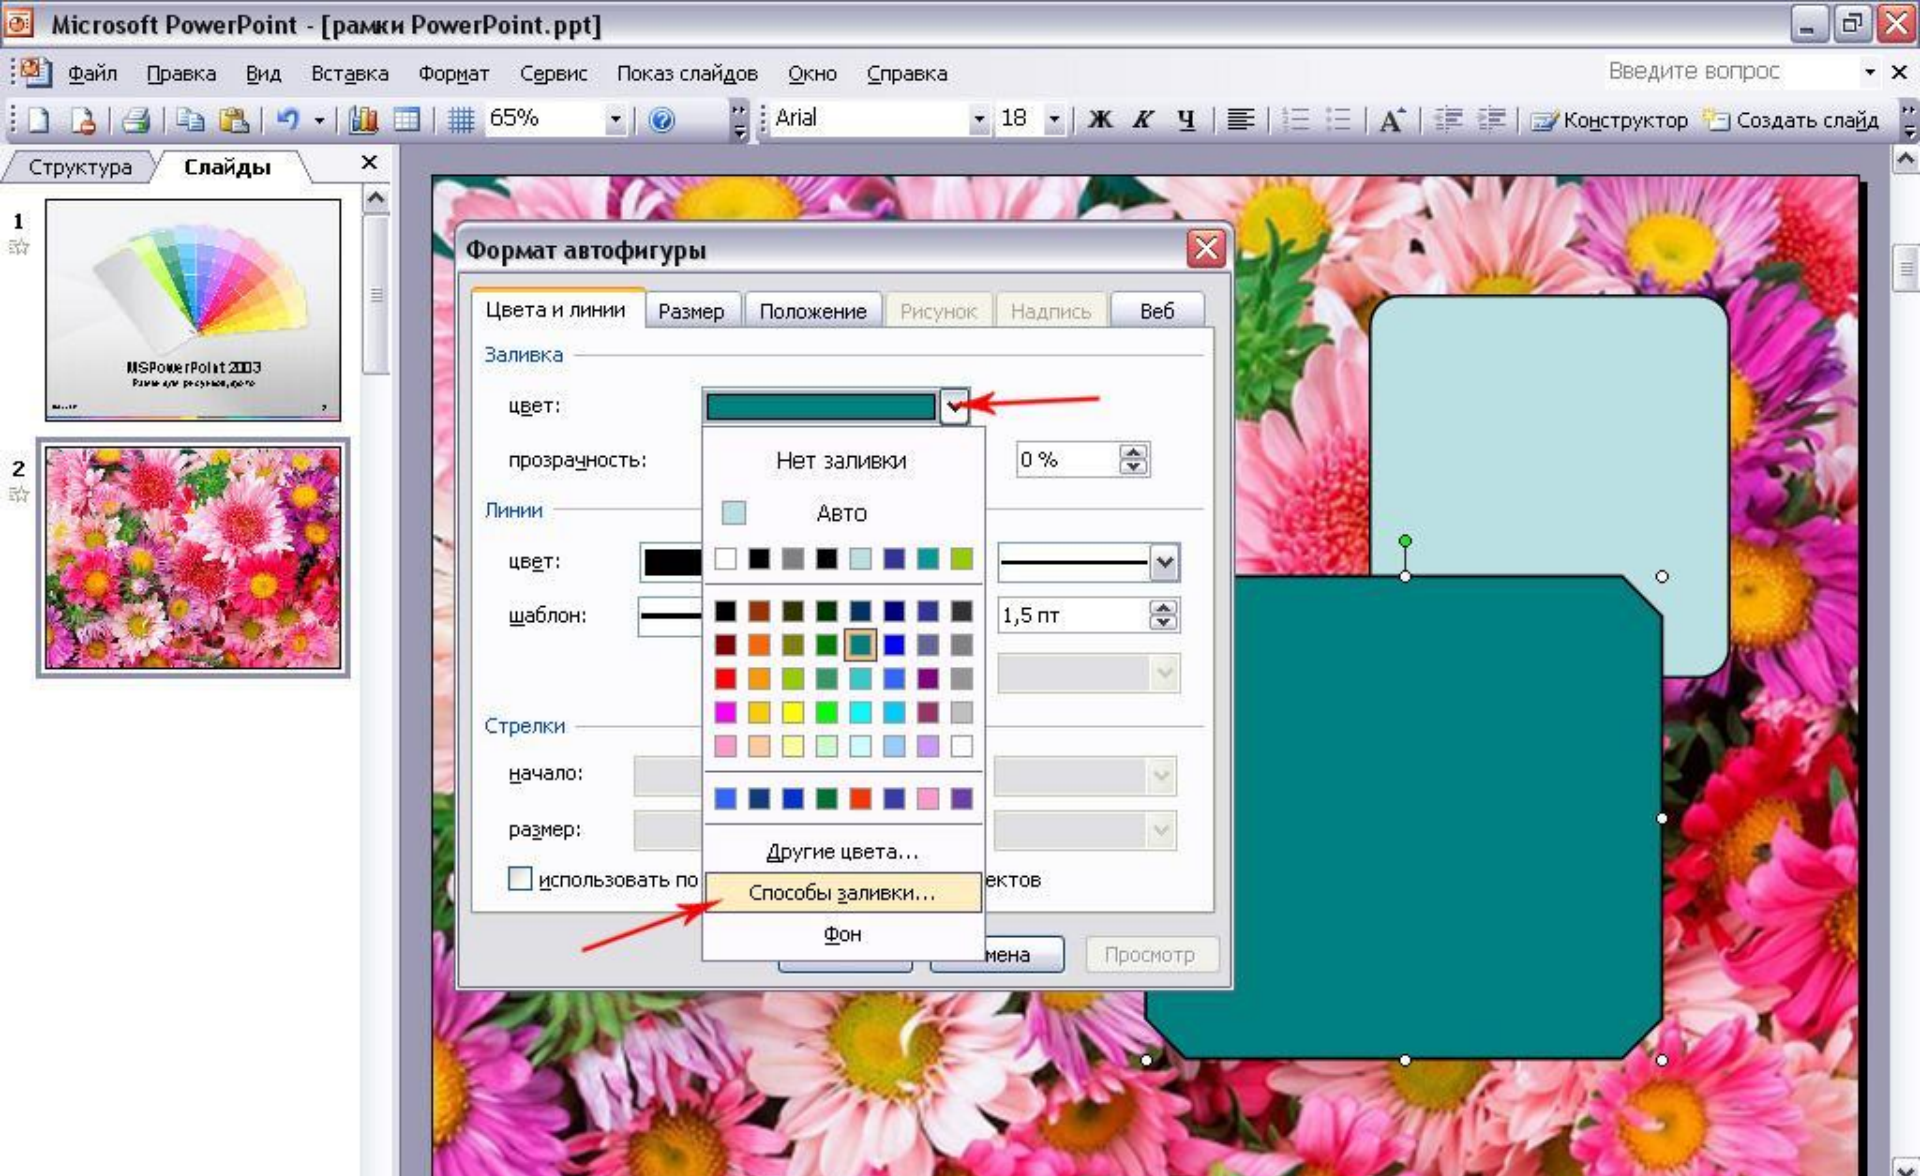 Microsoft PowerPoint - [рамки PowerPoint.ppt]
Файл Правка Вид Вставка Формат Сервис Показ слайдов Окно Справка Введите вопрос
65% Arial 18 Ж К Ч Конструктор Создать слайд
Структура Слайды
1
MSPowerPoint 2003
2
Формат автофигуры
Цвета и линии Размер Положение Рисунок Надпись Веб
Заливка
цвет:
прозрачность: 0 %
Нет заливки
Авто
Линии
цвет:
шаблон: 1,5 пт
Стрелки
начало:
размер:
Другие цвета...
использовать по ектов
Способы заливки...
Фон
мена Просмотр